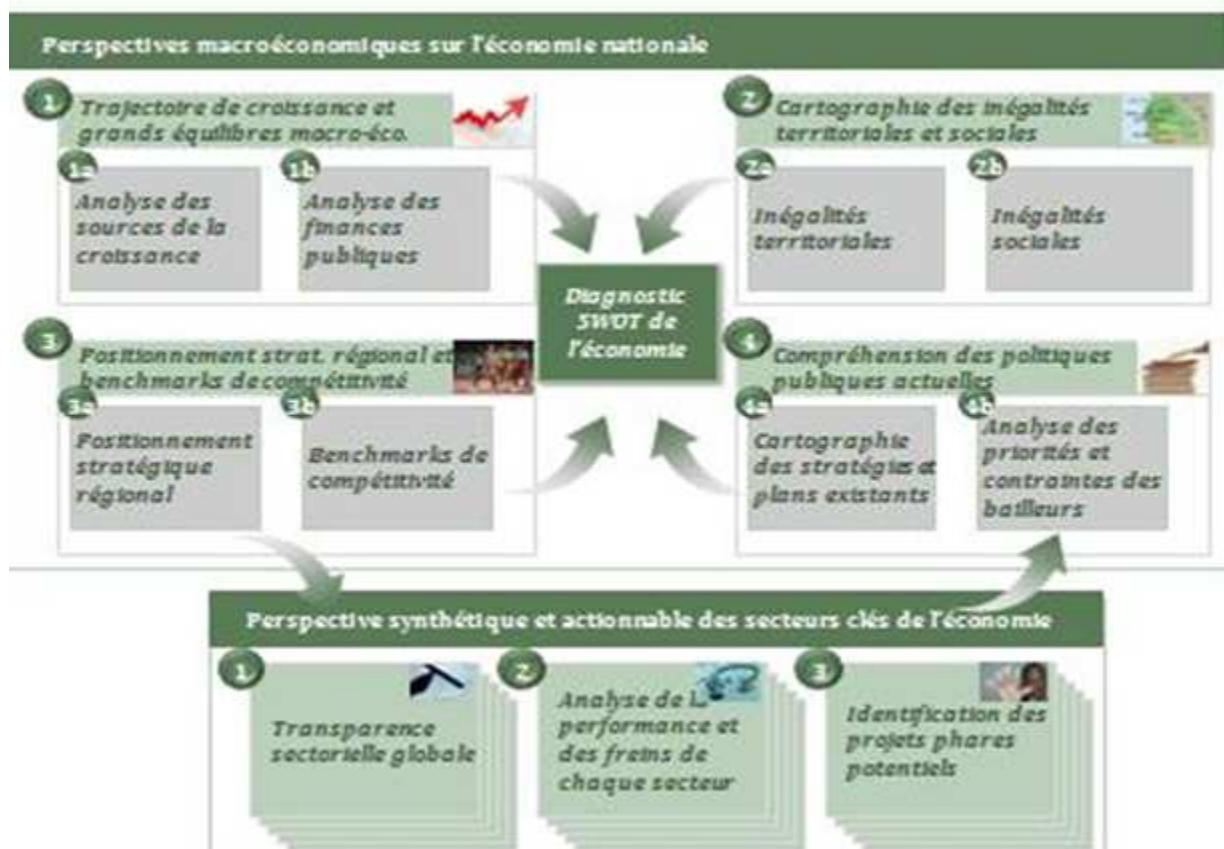 Perspectives macroéconomiques sur l'économie nationale
1
Trajectoire de croissance et
grands équilibres macro-éco.
1a
Analyse des
sources de la
croissance
1b
Analyse des
finances
publiques
2
Cartographie des inégalités
territoriales et sociales
2a
Inégalités
territoriales
2b
Inégalités
sociales
Diagnostic
SWOT de
l'économie
3
Positionnement strat. régional et
benchmarks de compétitivité
3a
Positionnement
stratégique
régional
3b
Benchmarks de
compétitivité
4
Compréhension des politiques
publiques actuelles
4a
Cartographie
des stratégies et
plans existants
4b
Analyse des
priorités et
contraintes des
bailleurs
Perspective synthétique et actionnable des secteurs clés de l'économie
1
Transparence
sectorielle globale
2
Analyse de la
performance et
des freins de
chaque secteur
3
Identification des
projets phares
potentiels